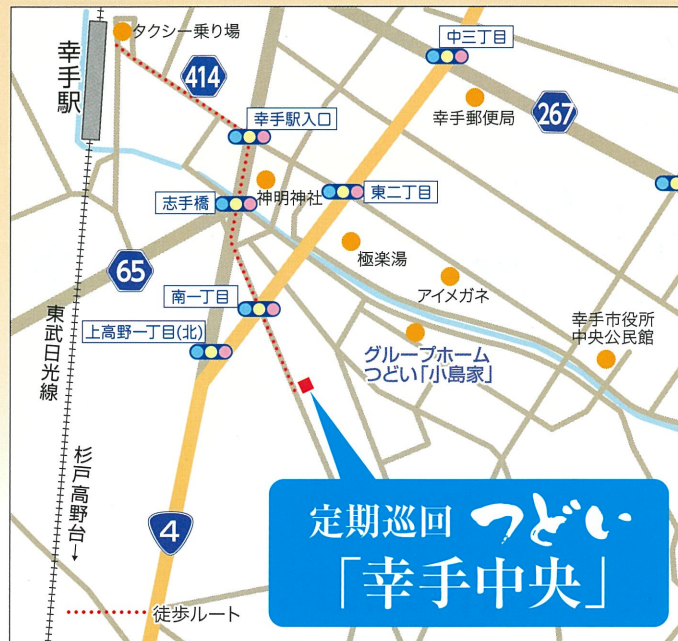 タクシー乗り場
幸手駅
414
中三丁目
幸手郵便局
267
幸手駅入口
神明神社
東二丁目
志手橋
極楽湯
65
アイメガネ
南一丁目
上高野一丁目(北)
幸手市役所
中央公民館
グループホーム
つどい「小島家」
東武日光線
杉戸高野台→
4
定期巡回 つどい
「幸手中央」
徒歩ルート